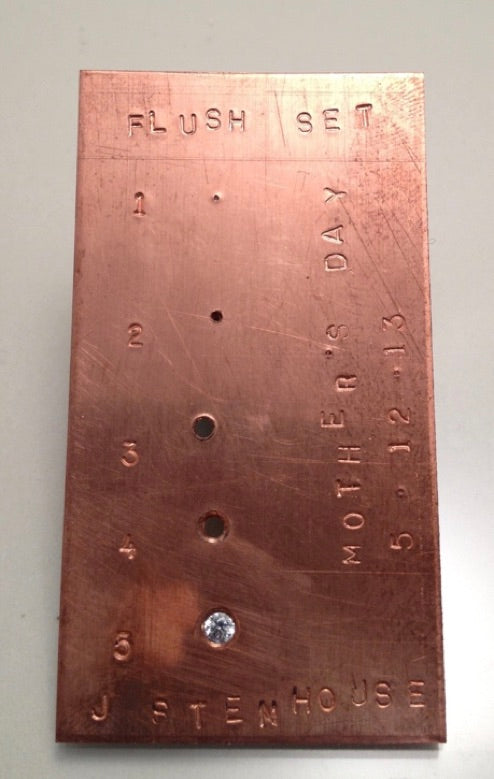 FLUSH SET
1
2
3
4
5
MOTHER'S DAY
5.12.13
J STENHOUSE